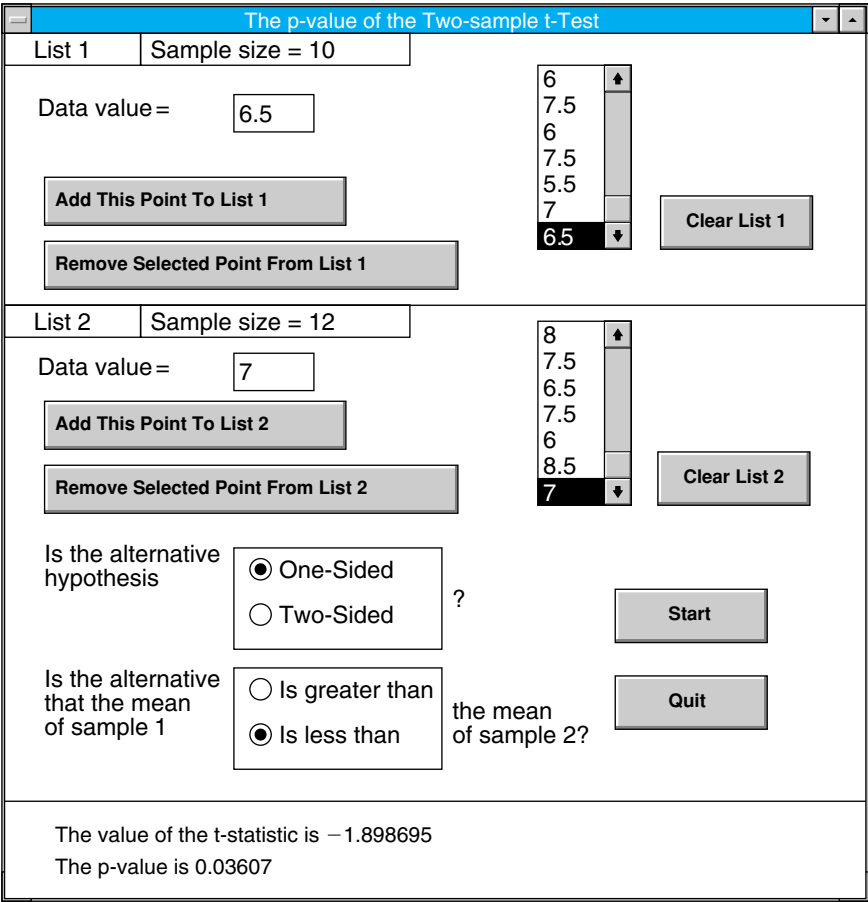 The p-value of the Two-sample t-Test
List 1 Sample size = 10
Data value = 6.5
Add This Point To List 1
Remove Selected Point From List 1
6
7.5
6
7.5
5.5
7
6.5
Clear List 1
List 2 Sample size = 12
Data value = 7
Add This Point To List 2
Remove Selected Point From List 2
8
7.5
6.5
7.5
6
8.5
7
Clear List 2
Is the alternative
hypothesis
One-Sided
Two-Sided
?
Start
Is the alternative
that the mean
of sample 1
Is greater than
Is less than
the mean
of sample 2?
Quit
The value of the t-statistic is −1.898695
The p-value is 0.03607